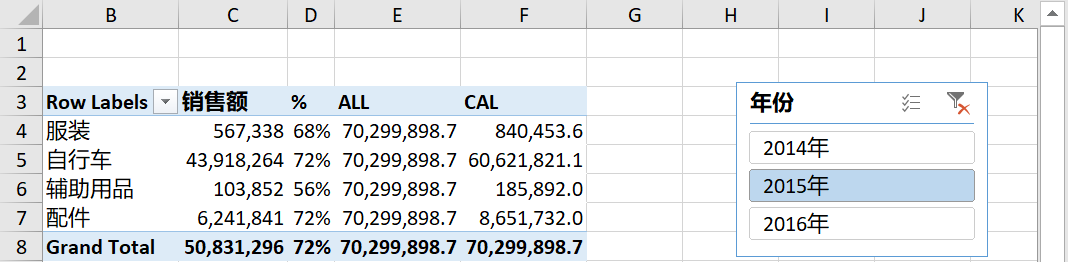 B C D E F G H I J K
1
2
3 Row Labels 销售额 % ALL CAL
4 服装 567,338 68% 70,299,898.7 840,453.6
5 自行车 43,918,264 72% 70,299,898.7 60,621,821.1
6 辅助用品 103,852 56% 70,299,898.7 185,892.0
7 配件 6,241,841 72% 70,299,898.7 8,651,732.0
8 Grand Total 50,831,296 72% 70,299,898.7 70,299,898.7
年份
2014年
2015年
2016年